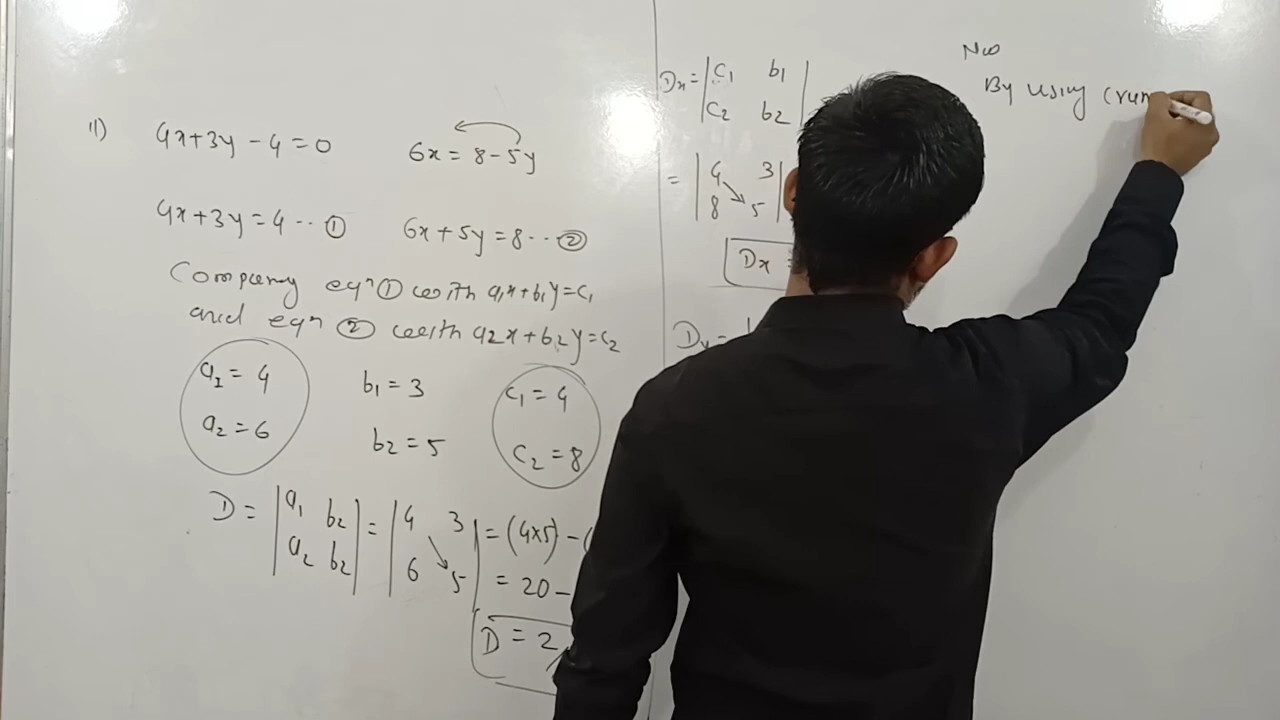 11) 4x+3y-4=0 6x = 8-5y
4x+3y=4 -- ① 6x+5y=8-- ②
Company eqn ① with a₁x+b₁y=c₁
and eqn ② with a₂x+b₂y=c₂
a₁ = 4 b₁ = 3 c₁ = 4
a₂ = 6 b₂ = 5 c₂ = 8
D = | a₁ b₂ | = | 4 3 | = (4×5) - (
| a₂ b₂ | | 6 5 | = 20 -
D = 2
Dx = | c₁ b₁ |
| c₂ b₂ |
= | 4 3 |
| 8 5 |
Dx =
Dy =
Now
By using